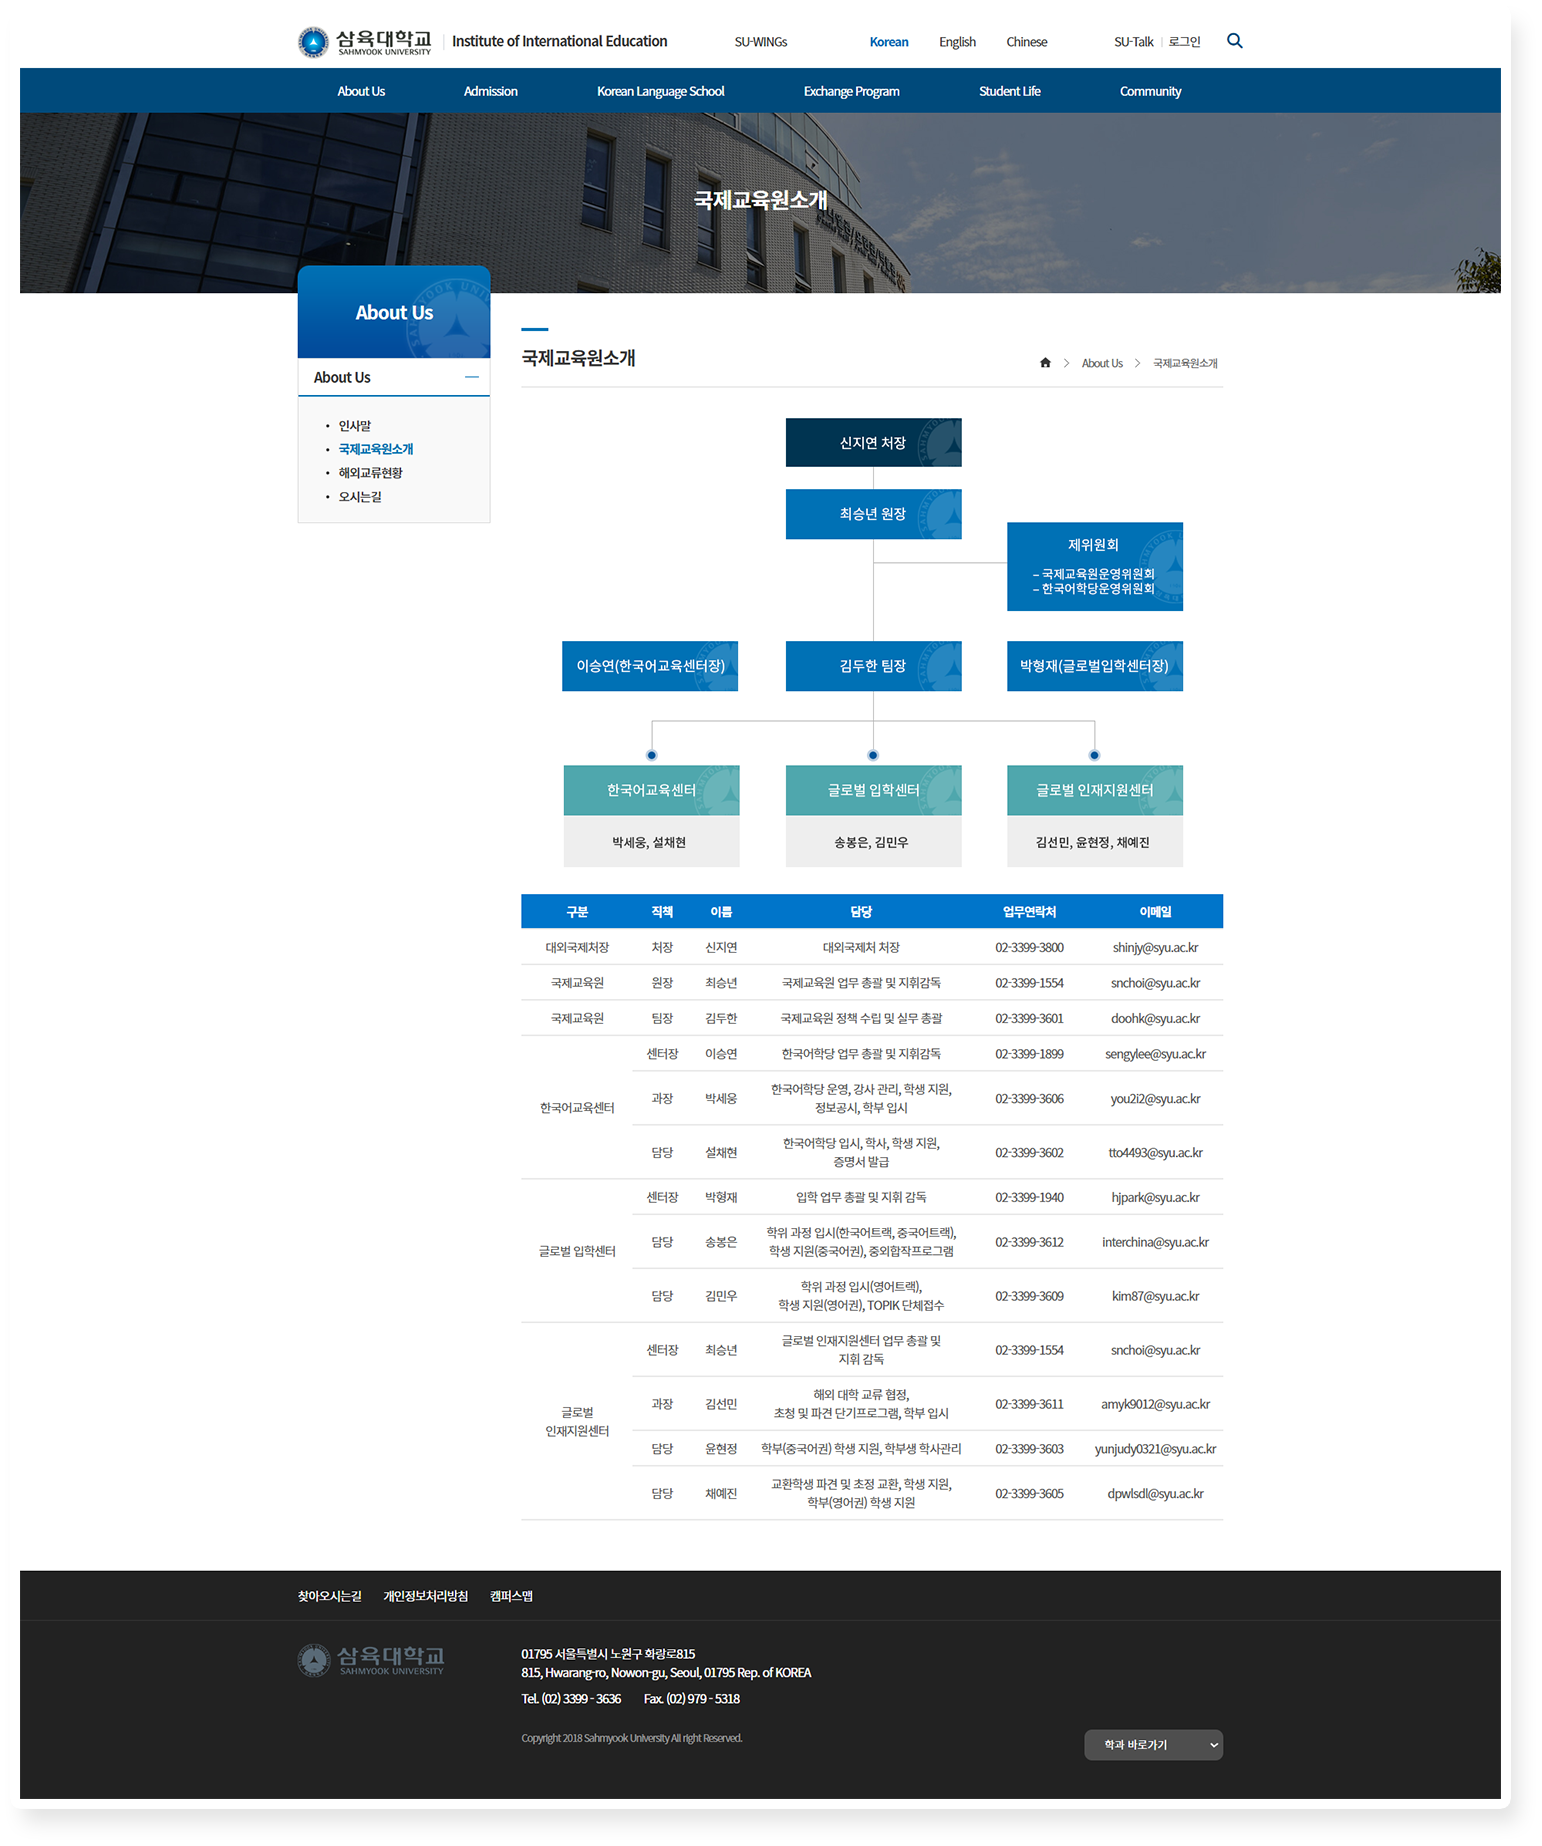 삼육대학교
SAHMYOOK UNIVERSITY
Institute of International Education
SU-WINGs
Korean
English
Chinese
SU-Talk
로그인
About Us
Admission
Korean Language School
Exchange Program
Student Life
Community
국제교육원소개
About Us
About Us
• 인사말
• 국제교육원소개
• 해외교류현황
• 오시는길
국제교육원소개
About Us
국제교육원소개
신지연 처장
최승년 원장
제위원회
– 국제교육원운영위원회
– 한국어학당운영위원회
이승연(한국어교육센터장)
김두한 팀장
박형재(글로벌입학센터장)
한국어교육센터
글로벌 입학센터
글로벌 인재지원센터
박세웅, 설채현
송봉은, 김민우
김선민, 윤현정, 채예진
구분 직책 이름 담당 업무연락처 이메일
대외국제처장 처장 신지연 대외국제처 처장 02-3399-3800 shinjy@syu.ac.kr
국제교육원 원장 최승년 국제교육원 업무 총괄 및 지휘감독 02-3399-1554 snchoi@syu.ac.kr
국제교육원 팀장 김두한 국제교육원 정책 수립 및 실무 총괄 02-3399-3601 doohk@syu.ac.kr
한국어교육센터
센터장 이승연 한국어학당 업무 총괄 및 지휘감독 02-3399-1899 sengylee@syu.ac.kr
과장 박세웅 한국어학당 운영, 강사 관리, 학생 지원,
정보공시, 학부 입시
02-3399-3606 you2i2@syu.ac.kr
담당 설채현 한국어학당 입시, 학사, 학생 지원,
증명서 발급
02-3399-3602 tto4493@syu.ac.kr
글로벌 입학센터
센터장 박형재 입학 업무 총괄 및 지휘 감독 02-3399-1940 hjpark@syu.ac.kr
담당 송봉은 학위 과정 입시(한국어트랙, 중국어트랙),
학생 지원(중국어권), 중외합작프로그램
02-3399-3612 interchina@syu.ac.kr
담당 김민우 학위 과정 입시(영어트랙),
학생 지원(영어권), TOPIK 단체접수
02-3399-3609 kim87@syu.ac.kr
글로벌
인재지원센터
센터장 최승년 글로벌 인재지원센터 업무 총괄 및
지휘 감독
02-3399-1554 snchoi@syu.ac.kr
과장 김선민 해외 대학 교류 협정,
초청 및 파견 단기프로그램, 학부 입시
02-3399-3611 amyk9012@syu.ac.kr
담당 윤현정 학부(중국어권) 학생 지원, 학부생 학사관리 02-3399-3603 yunjudy0321@syu.ac.kr
담당 채예진 교환학생 파견 및 초정 교환, 학생 지원,
학부(영어권) 학생 지원
02-3399-3605 dpwlsdl@syu.ac.kr
찾아오시는길
개인정보처리방침
캠퍼스맵
삼육대학교
SAHMYOOK UNIVERSITY
01795 서울특별시 노원구 화랑로815
815, Hwarang-ro, Nowon-gu, Seoul, 01795 Rep. of KOREA
Tel. (02) 3399 - 3636 Fax. (02) 979 - 5318
Copyright 2018 Sahmyook University All right Reserved.
학과 바로가기